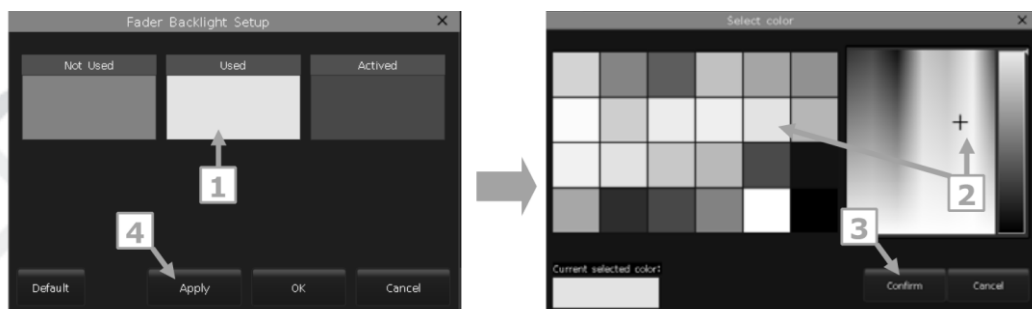 Fader Backlight Setup ×
Not Used Used Actived
1
4
Default Apply OK Cancel
Select color ×
2
3
Current selected color:
Confirm Cancel